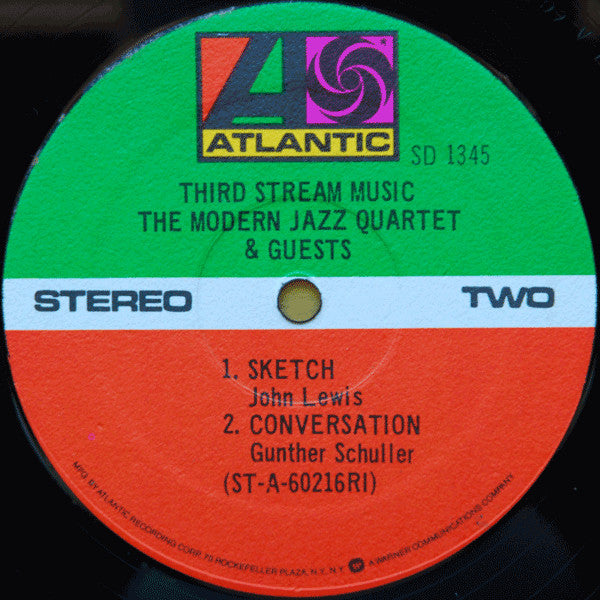 ATLANTIC
SD 1345
THIRD STREAM MUSIC
THE MODERN JAZZ QUARTET
& GUESTS
STEREO
TWO
1. SKETCH
John Lewis
2. CONVERSATION
Gunther Schuller
(ST-A-60216RI)
MFG. BY ATLANTIC RECORDING CORP. 75 ROCKEFELLER PLAZA, N.Y., N.Y. A WARNER COMMUNICATIONS COMPANY